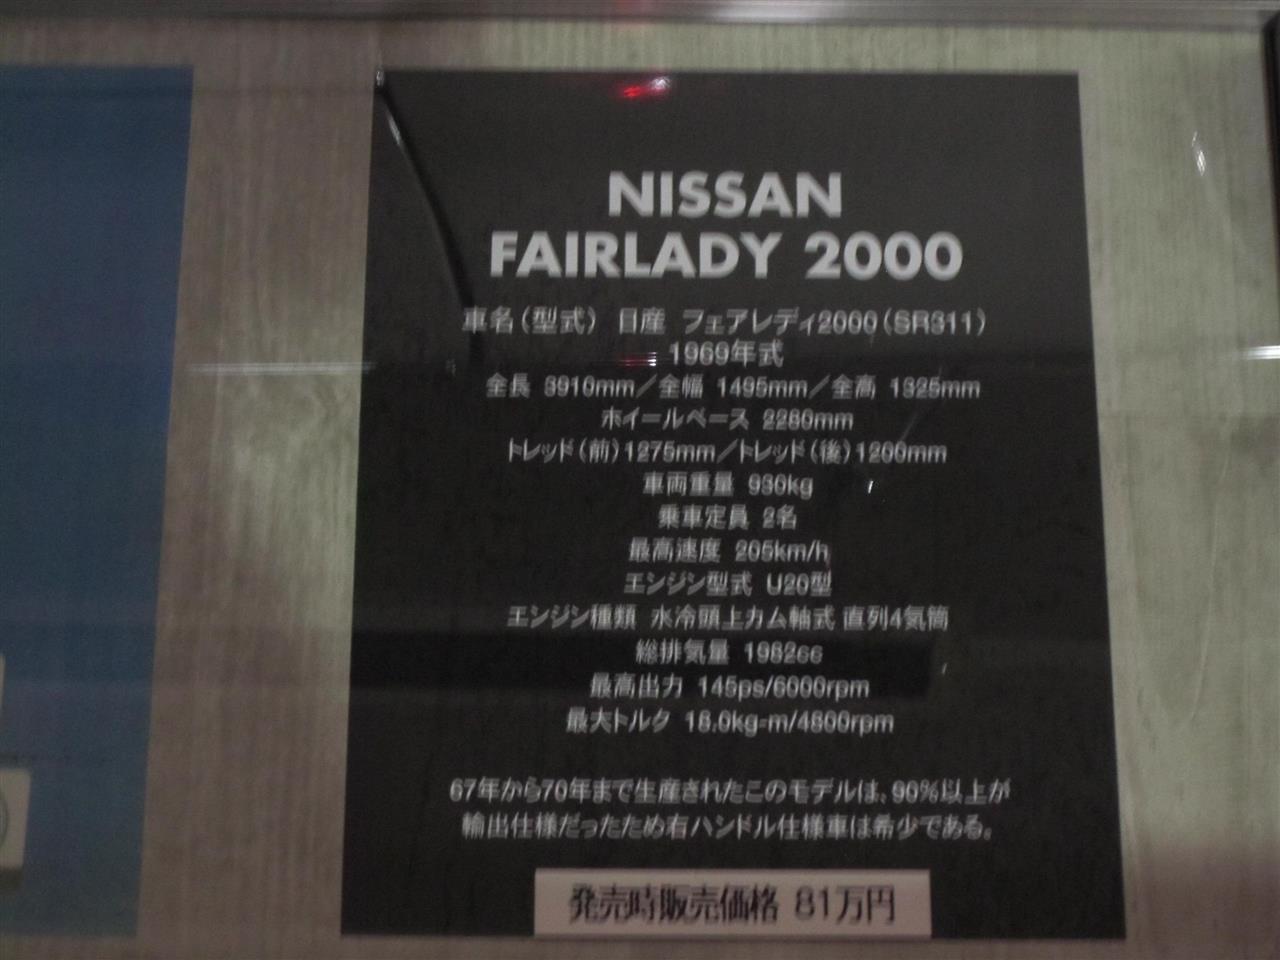 NISSAN
FAIRLADY 2000
車名(型式) 日産 フェアレディ2000(SR311)
1969年式
全長 3910mm/全幅 1495mm/全高 1325mm
ホイールベース 2280mm
トレッド(前)1275mm/トレッド(後)1200mm
車両重量 930kg
乗車定員 2名
最高速度 205km/h
エンジン型式 U20型
エンジン種類 水冷頭上カム軸式 直列4気筒
総排気量 1982cc
最高出力 145ps/6000rpm
最大トルク 18.0kg-m/4800rpm
67年から70年まで生産されたこのモデルは、90%以上が
輸出仕様だったため右ハンドル仕様車は希少である。
発売時販売価格 81万円